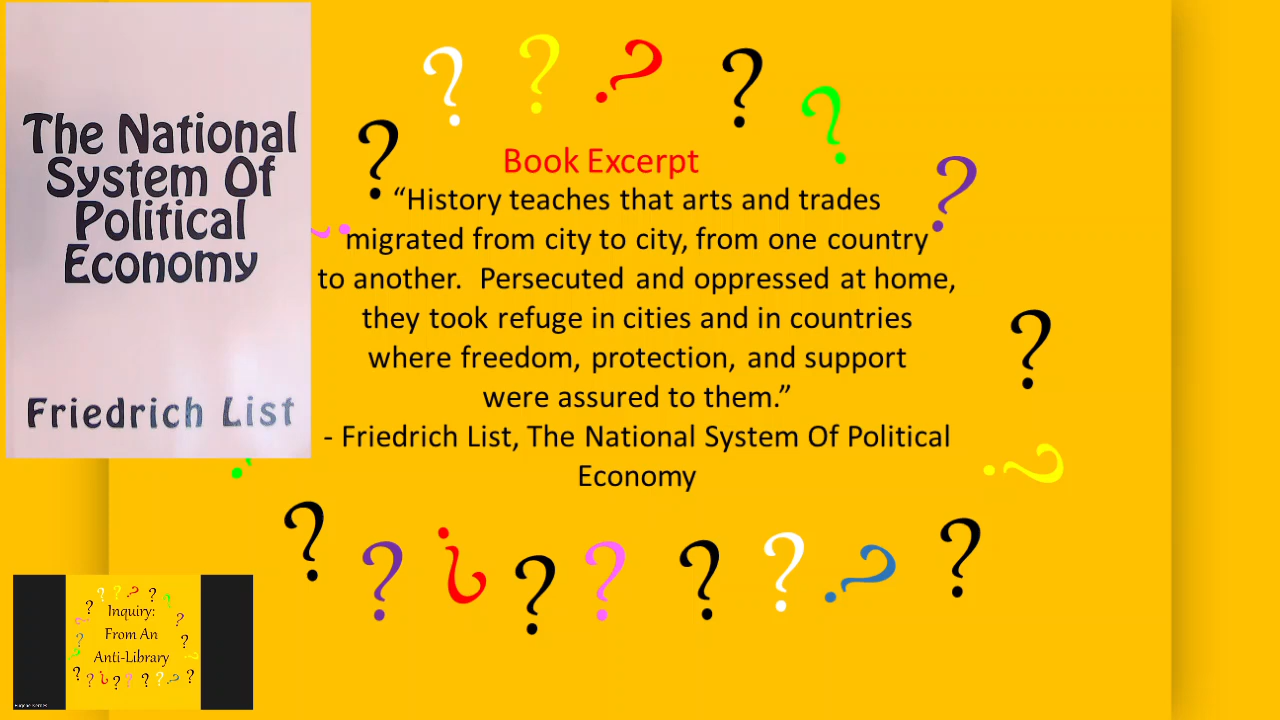 The National
System Of
Political
Economy
Friedrich List
Book Excerpt
“History teaches that arts and trades
migrated from city to city, from one country
to another.  Persecuted and oppressed at home,
they took refuge in cities and in countries
where freedom, protection, and support
were assured to them.”
- Friedrich List, The National System Of Political
Economy
Inquiry:
From An
Anti-Library